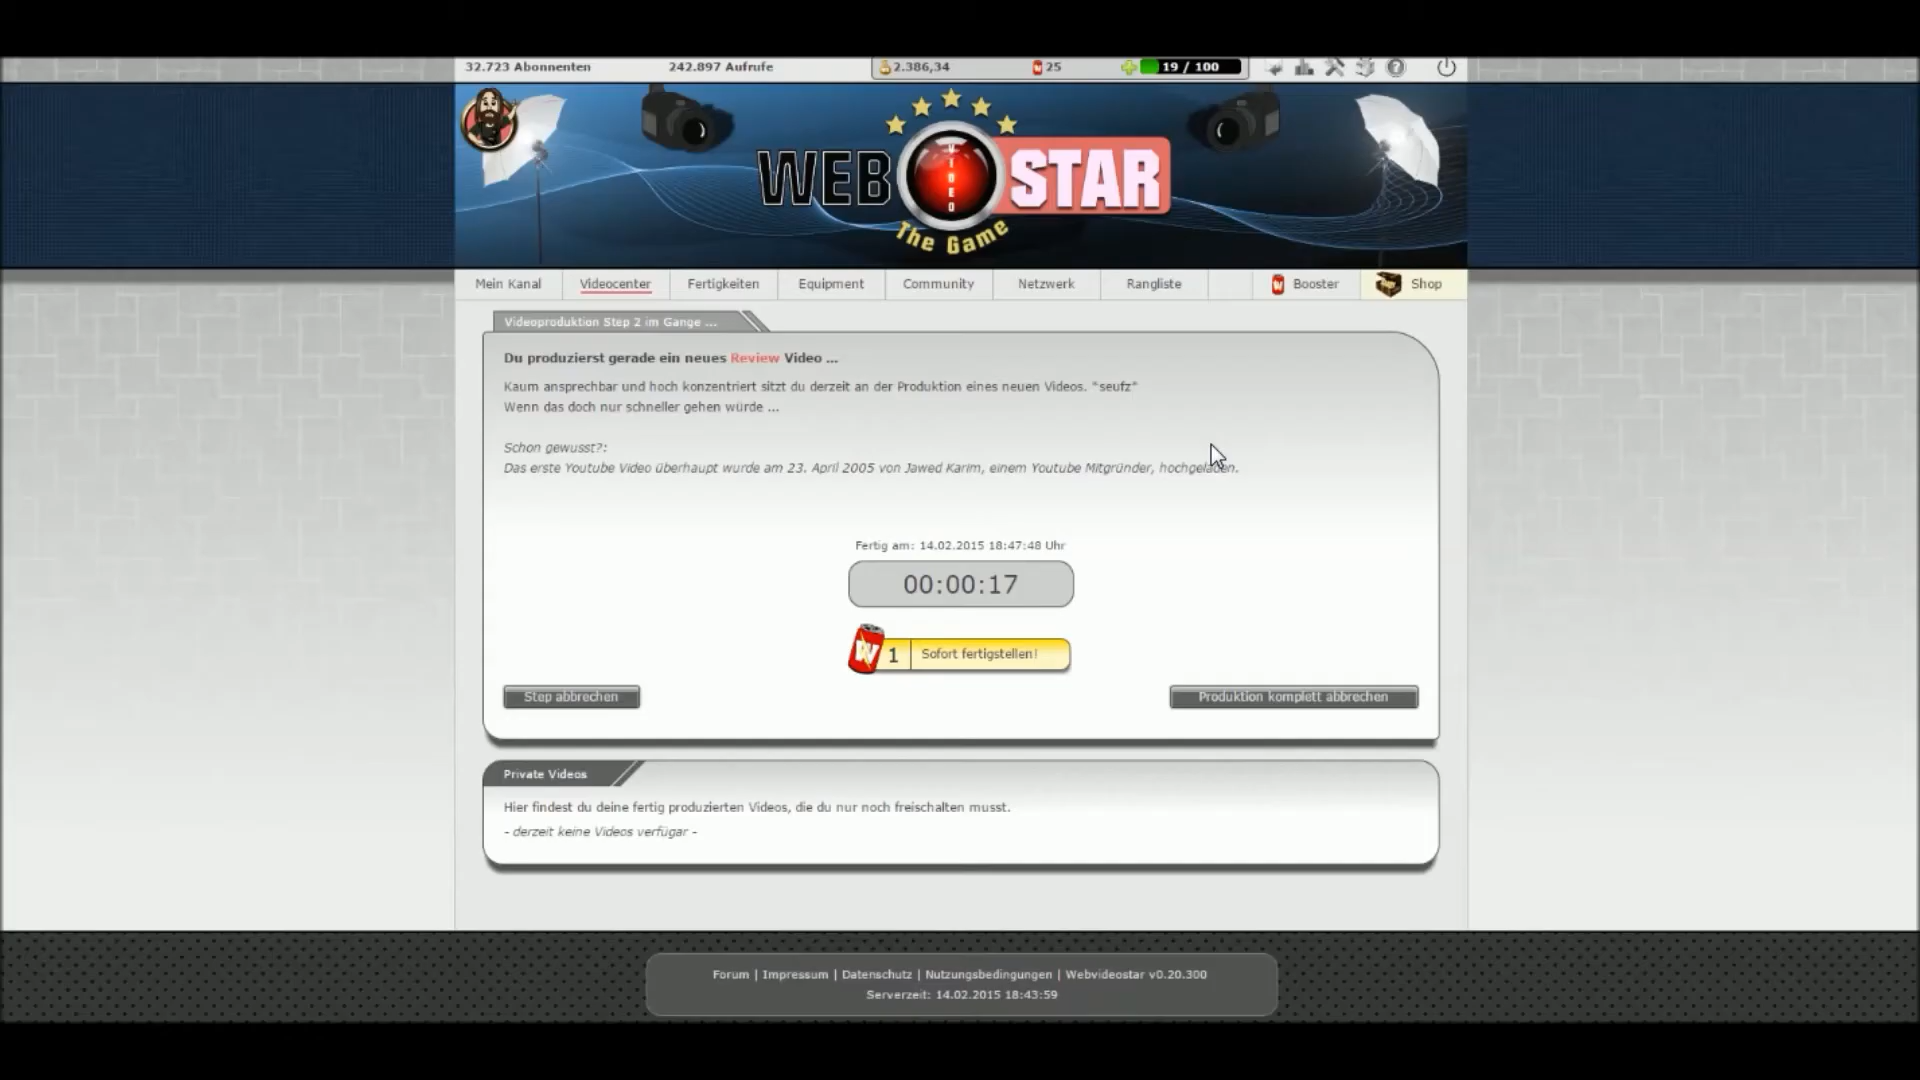 32.723 Abonnenten 242.897 Aufrufe 2.386,34 25 19 / 100
WEB VIDEO STAR
The Game
Mein Kanal Videocenter Fertigkeiten Equipment Community Netzwerk Rangliste Booster Shop
Videoproduktion Step 2 im Gange ...
Du produzierst gerade ein neues Review Video ...
Kaum ansprechbar und hoch konzentriert sitzt du derzeit an der Produktion eines neuen Videos. *seufz*
Wenn das doch nur schneller gehen würde ...
Schon gewusst?:
Das erste Youtube Video überhaupt wurde am 23. April 2005 von Jawed Karim, einem Youtube Mitgründer, hochgeladen.
Fertig am: 14.02.2015 18:47:48 Uhr
00:00:17
W 1 Sofort fertigstellen!
Step abbrechen Produktion komplett abbrechen
Private Videos
Hier findest du deine fertig produzierten Videos, die du nur noch freischalten musst.
- derzeit keine Videos verfügar -
Forum | Impressum | Datenschutz | Nutzungsbedingungen | Webvideostar v0.20.300
Serverzeit: 14.02.2015 18:43:59